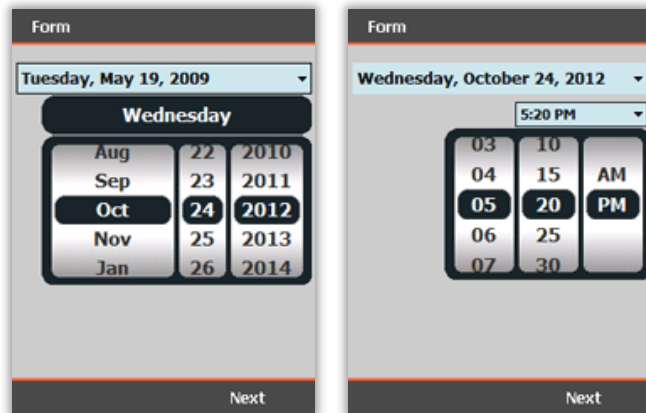 Form
Tuesday, May 19, 2009
Wednesday
Aug 22 2010
Sep 23 2011
Oct 24 2012
Nov 25 2013
Jan 26 2014
Next
Form
Wednesday, October 24, 2012
5:20 PM
03 10
04 15 AM
05 20 PM
06 25
07 30
Next